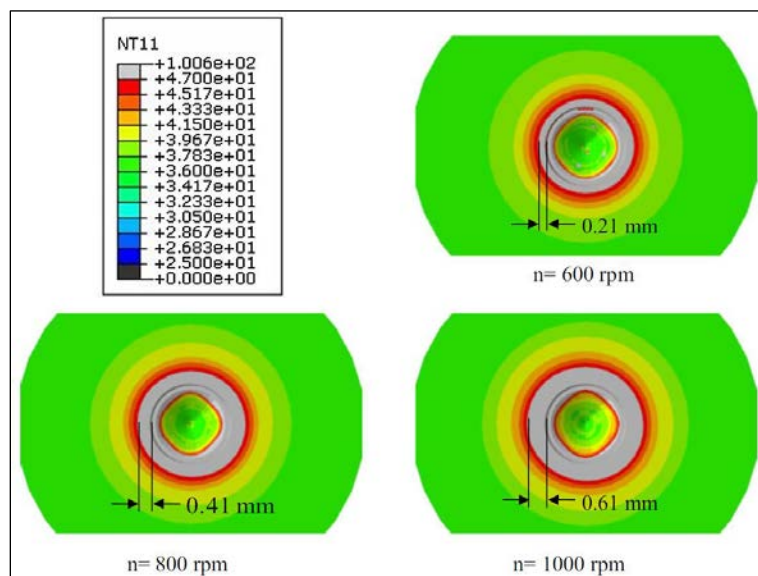 NT11
+1.006e+02
+4.700e+01
+4.517e+01
+4.333e+01
+4.150e+01
+3.967e+01
+3.783e+01
+3.600e+01
+3.417e+01
+3.233e+01
+3.050e+01
+2.867e+01
+2.683e+01
+2.500e+01
+0.000e+00
0.21 mm
n= 600 rpm
0.41 mm
n= 800 rpm
0.61 mm
n= 1000 rpm